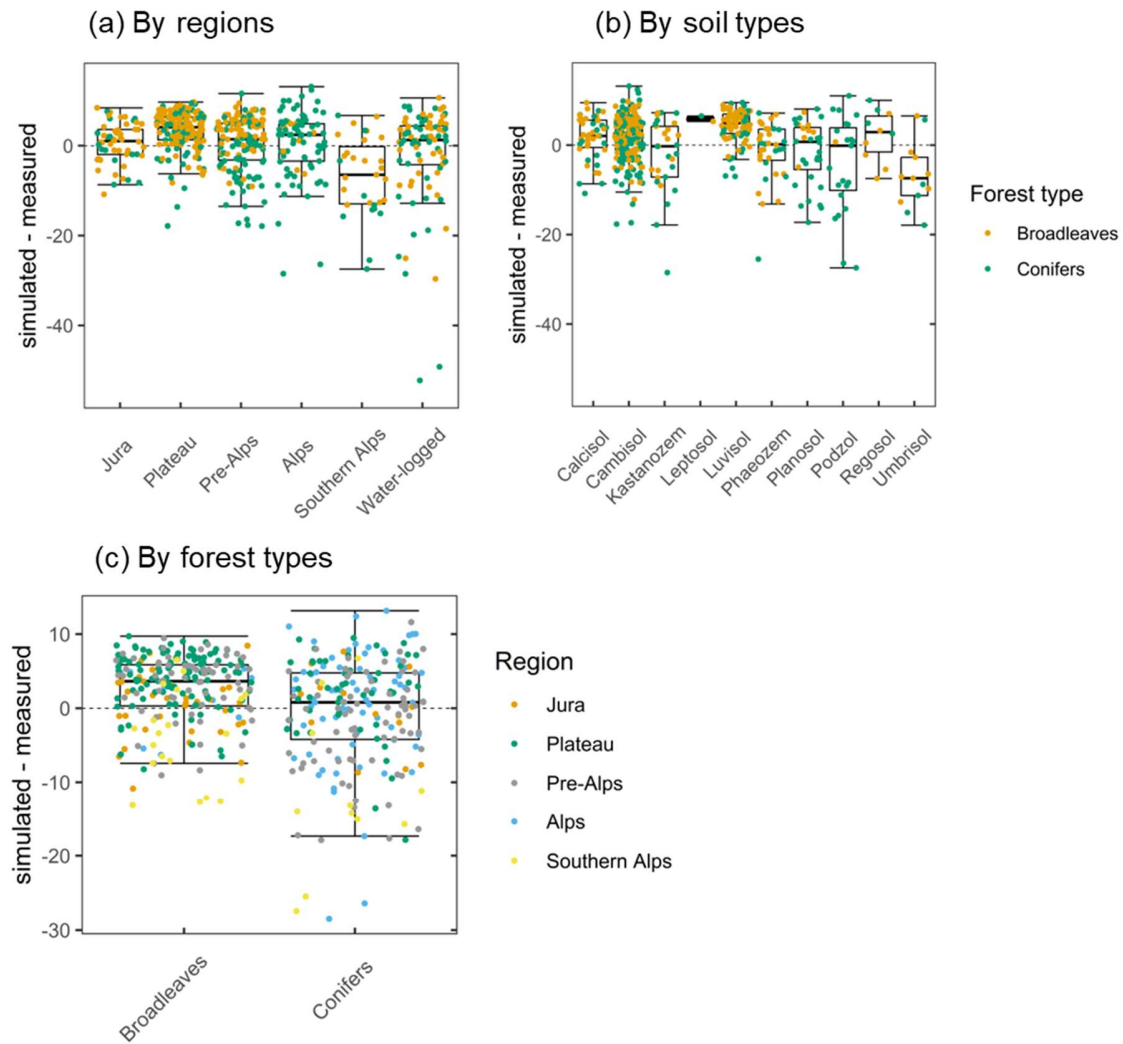 (a) By regions
simulated - measured
0
-20
-40
Jura
Plateau
Pre-Alps
Alps
Southern Alps
Water-logged
(b) By soil types
simulated - measured
0
-20
-40
Calcisol
Cambisol
Kastanozem
Leptosol
Luvisol
Phaeozem
Planosol
Podzol
Regosol
Umbrisol
Forest type
Broadleaves
Conifers
(c) By forest types
simulated - measured
10
0
-10
-20
-30
Broadleaves
Conifers
Region
Jura
Plateau
Pre-Alps
Alps
Southern Alps